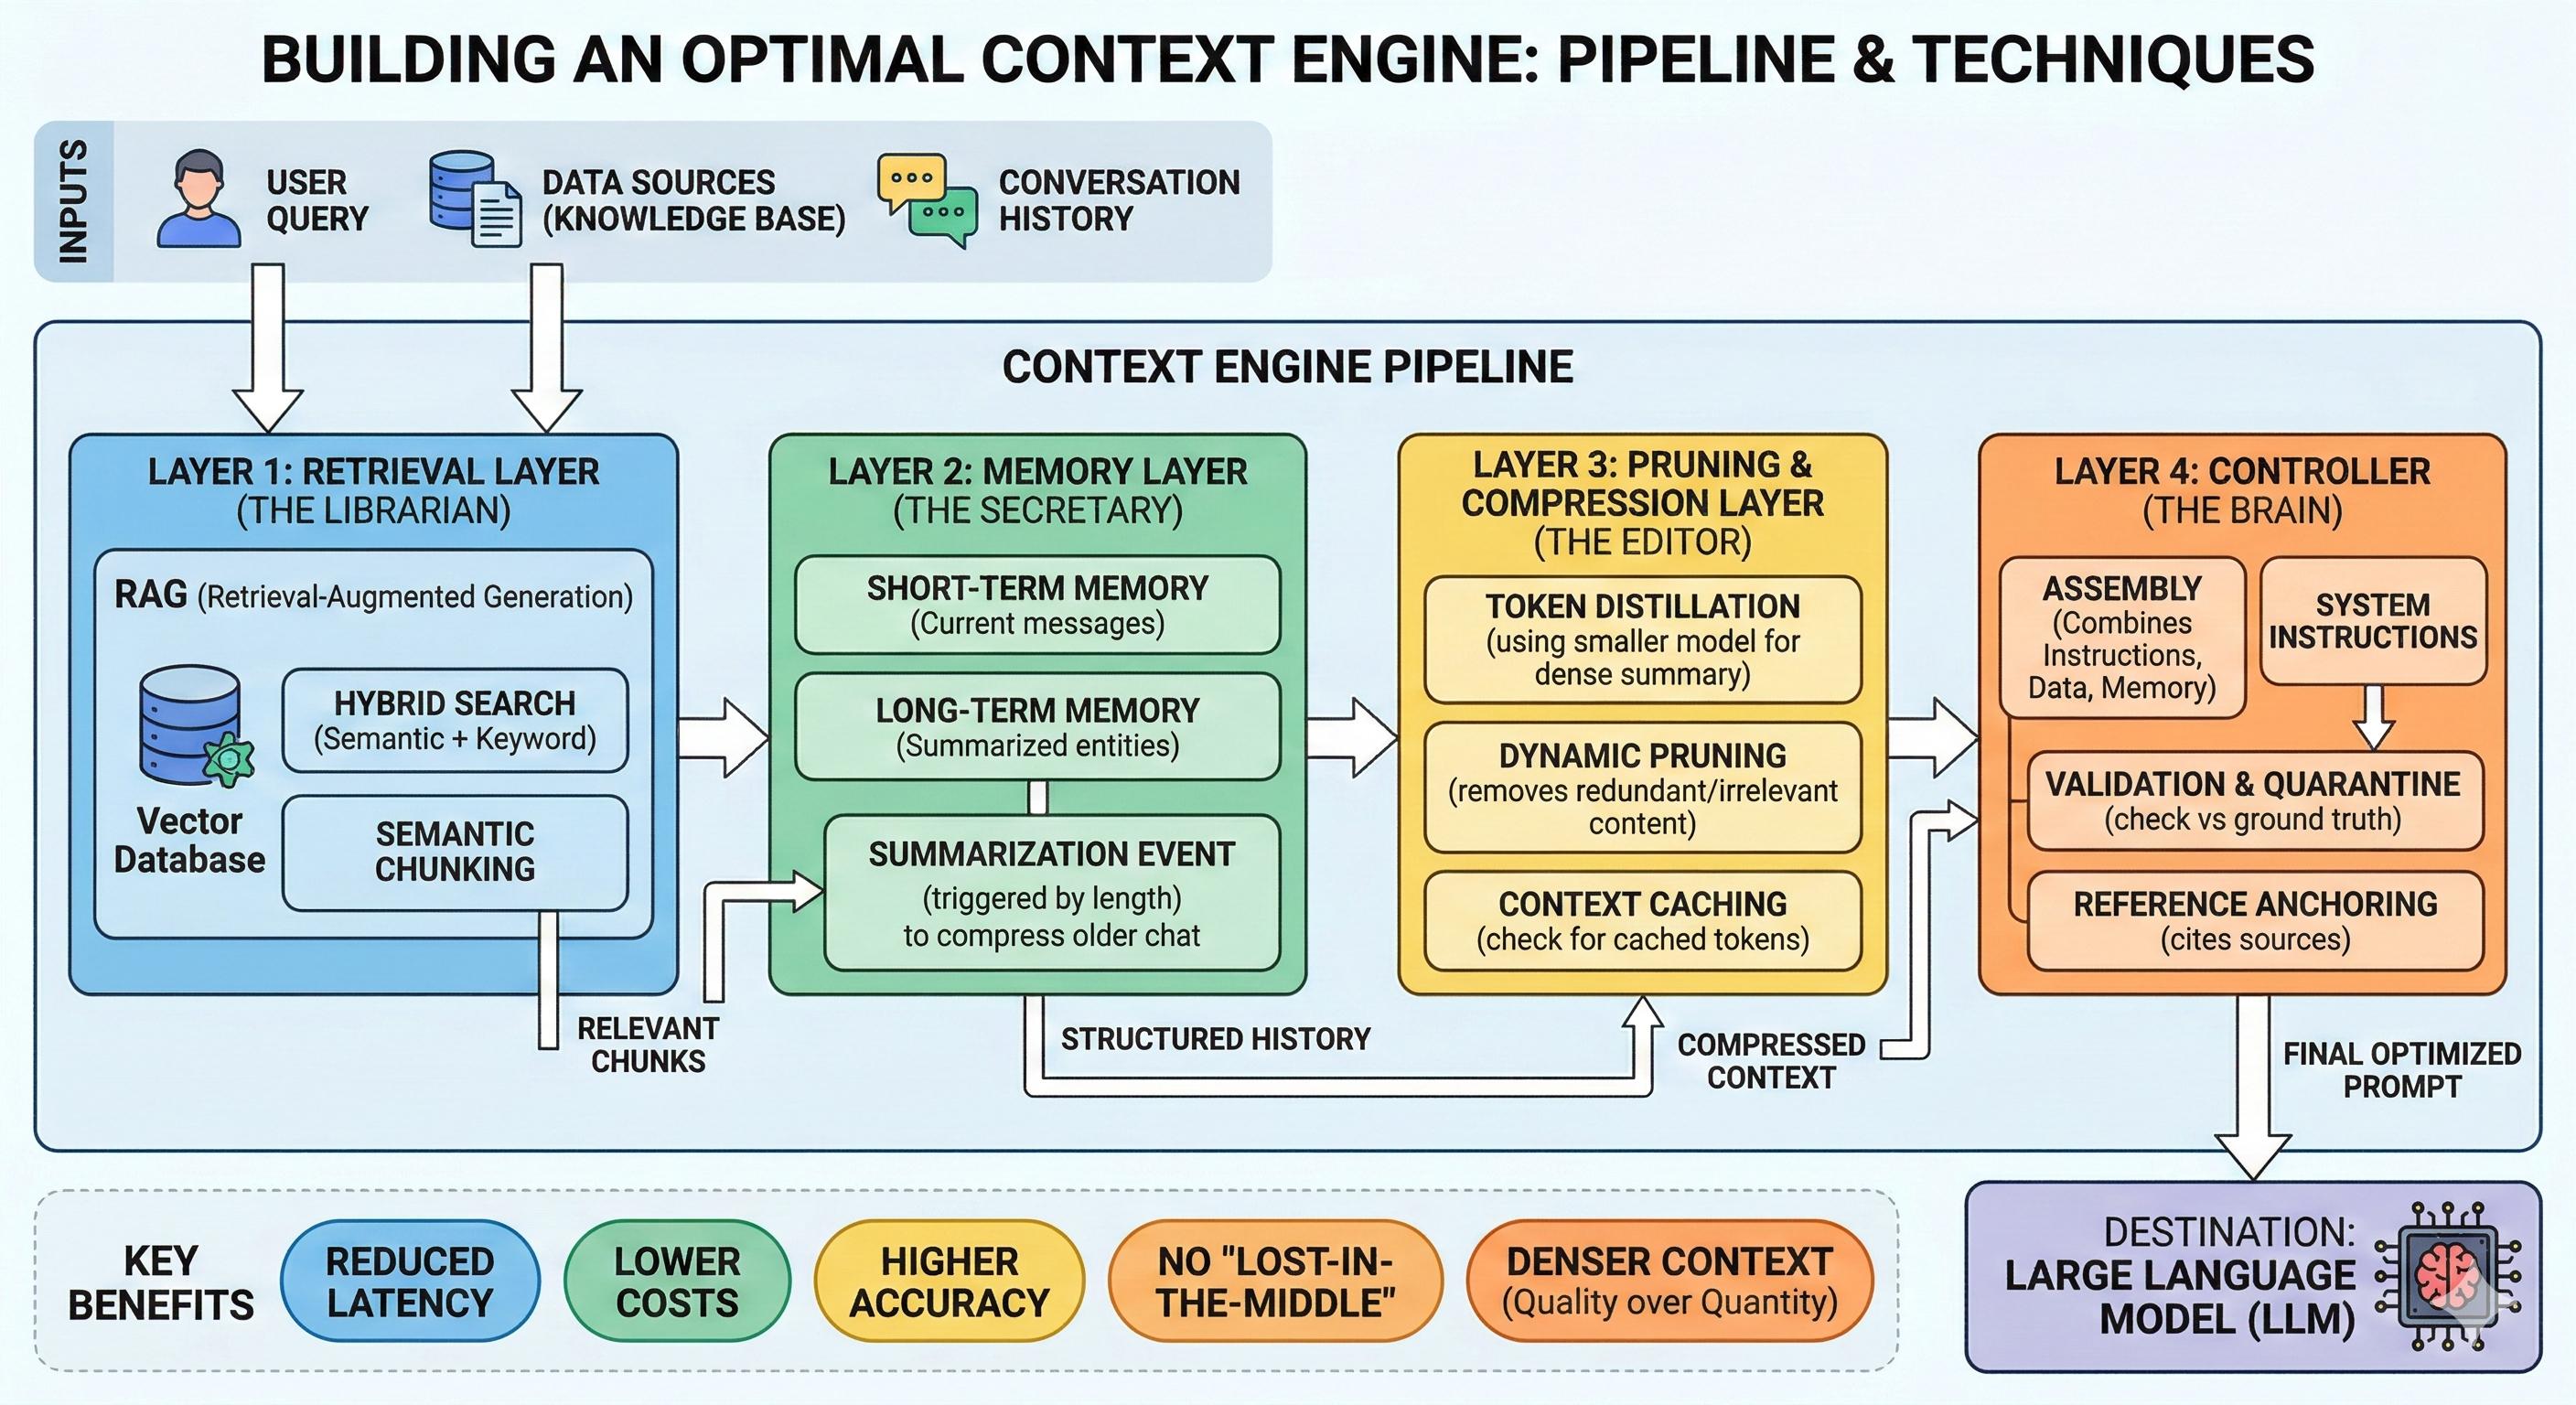 BUILDING AN OPTIMAL CONTEXT ENGINE: PIPELINE & TECHNIQUES
INPUTS
USER
QUERY
DATA SOURCES
(KNOWLEDGE BASE)
CONVERSATION
HISTORY
CONTEXT ENGINE PIPELINE
LAYER 1: RETRIEVAL LAYER
(THE LIBRARIAN)
RAG (Retrieval-Augmented Generation)
Vector
Database
HYBRID SEARCH
(Semantic + Keyword)
SEMANTIC
CHUNKING
RELEVANT
CHUNKS
LAYER 2: MEMORY LAYER
(THE SECRETARY)
SHORT-TERM MEMORY
(Current messages)
LONG-TERM MEMORY
(Summarized entities)
SUMMARIZATION EVENT
(triggered by length)
to compress older chat
STRUCTURED HISTORY
LAYER 3: PRUNING &
COMPRESSION LAYER
(THE EDITOR)
TOKEN DISTILLATION
(using smaller model for
dense summary)
DYNAMIC PRUNING
(removes redundant/irrelevant
content)
CONTEXT CACHING
(check for cached tokens)
COMPRESSED
CONTEXT
LAYER 4: CONTROLLER
(THE BRAIN)
ASSEMBLY
(Combines
Instructions,
Data, Memory)
SYSTEM
INSTRUCTIONS
VALIDATION & QUARANTINE
(check vs ground truth)
REFERENCE ANCHORING
(cites sources)
FINAL OPTIMIZED
PROMPT
KEY
BENEFITS
REDUCED
LATENCY
LOWER
COSTS
HIGHER
ACCURACY
NO "LOST-IN-
THE-MIDDLE"
DENSER CONTEXT
(Quality over Quantity)
DESTINATION:
LARGE LANGUAGE
MODEL (LLM)